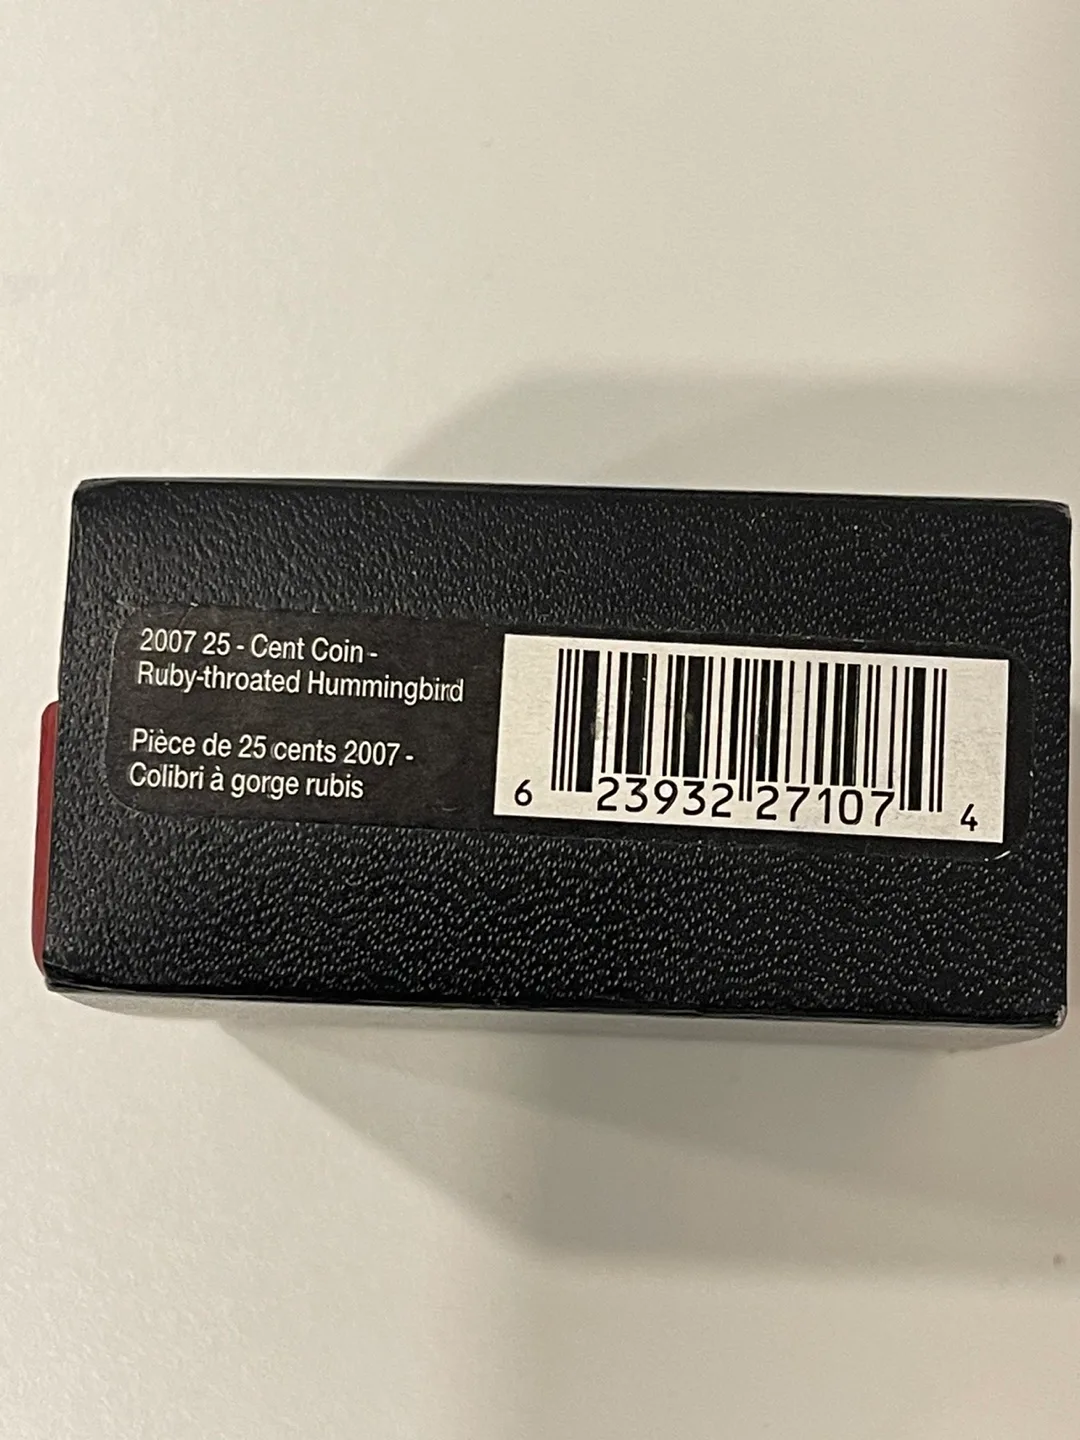 2007 25 - Cent Coin -
Ruby-throated Hummingbird
Pièce de 25 cents 2007 -
Colibri à gorge rubis
6 23932 27107 4